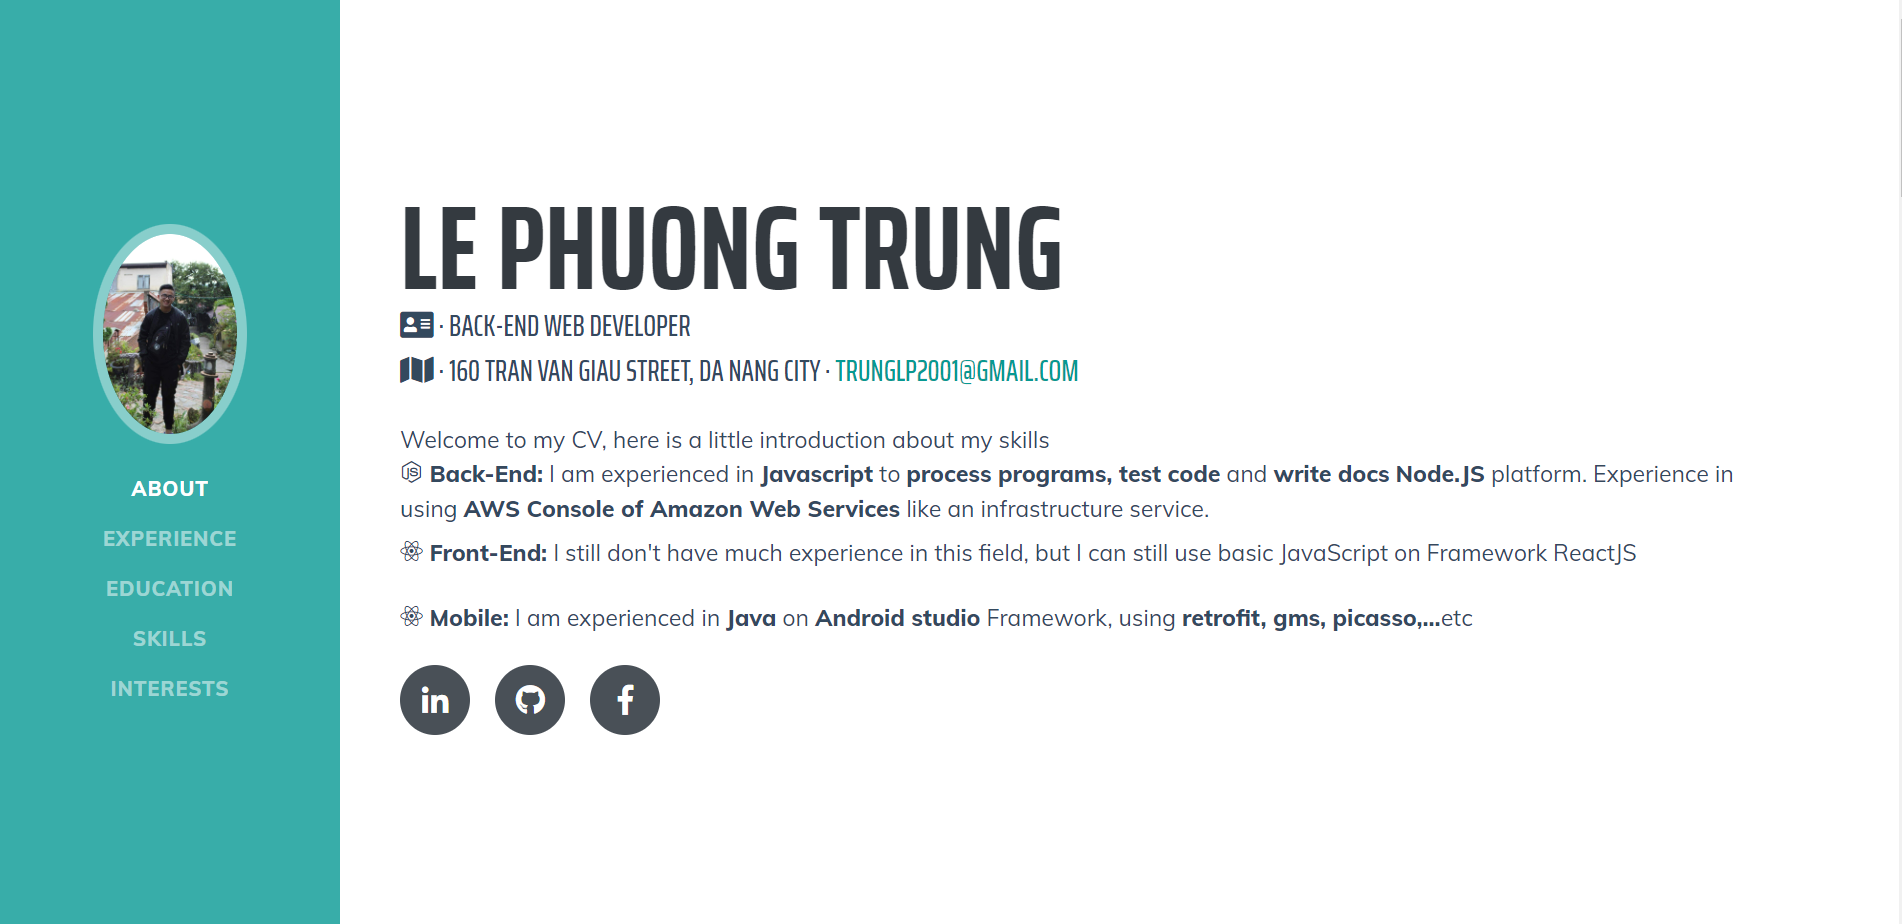 ABOUT
EXPERIENCE
EDUCATION
SKILLS
INTERESTS
LE PHUONG TRUNG
· BACK-END WEB DEVELOPER
· 160 TRAN VAN GIAU STREET, DA NANG CITY · TRUNGLP2001@GMAIL.COM
Welcome to my CV, here is a little introduction about my skills
JS Back-End: I am experienced in Javascript to process programs, test code and write docs Node.JS platform. Experience in
using AWS Console of Amazon Web Services like an infrastructure service.
Front-End: I still don't have much experience in this field, but I can still use basic JavaScript on Framework ReactJS
Mobile: I am experienced in Java on Android studio Framework, using retrofit, gms, picasso,...etc
in
f